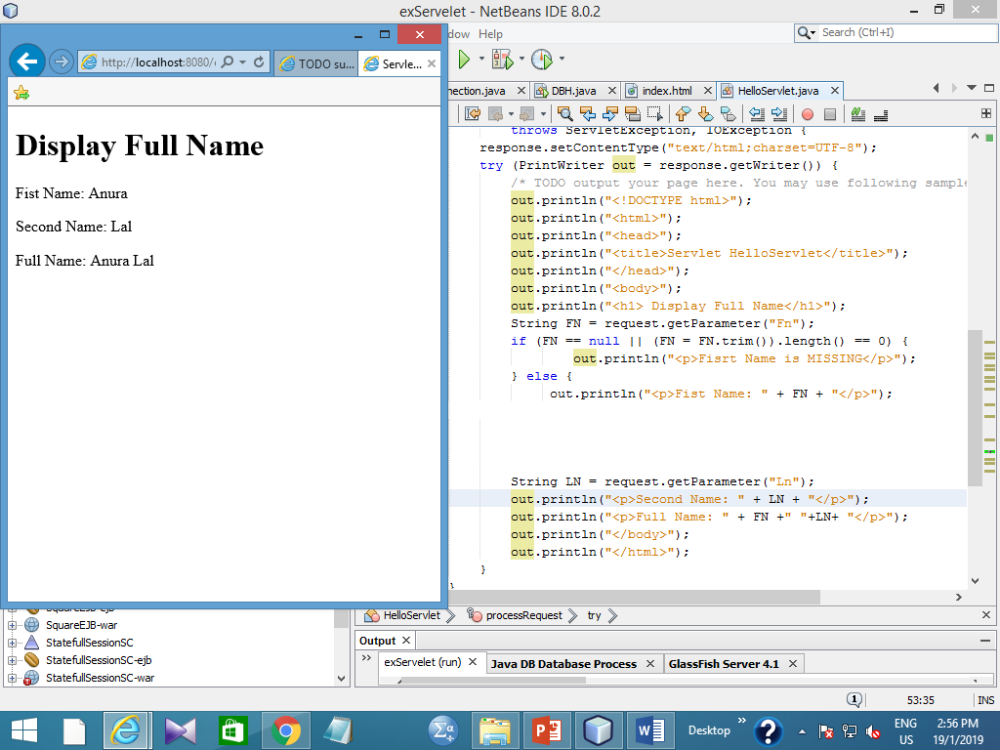 exServelet - NetBeans IDE 8.0.2
dow Help
Search (Ctrl+I)
http://localhost:8080/
TODO su...
Servle...
Display Full Name
Fist Name: Anura
Second Name: Lal
Full Name: Anura Lal
nection.java
DBH.java
index.html
HelloServlet.java
throws ServletException, IOException {
response.setContentType("text/html;charset=UTF-8");
try (PrintWriter out = response.getWriter()) {
/* TODO output your page here. You may use following sample
out.println("<!DOCTYPE html>");
out.println("<html>");
out.println("<head>");
out.println("<title>Servlet HelloServlet</title>");
out.println("</head>");
out.println("<body>");
out.println("<h1> Display Full Name</h1>");
String FN = request.getParameter("Fn");
if (FN == null || (FN = FN.trim()).length() == 0) {
out.println("<p>Fisrt Name is MISSING</p>");
} else {
out.println("<p>Fist Name: " + FN + "</p>");
String LN = request.getParameter("Ln");
out.println("<p>Second Name: " + LN + "</p>");
out.println("<p>Full Name: " + FN +" "+LN+ "</p>");
out.println("</body>");
out.println("</html>");
}
}
SquareEJB-ejb
SquareEJB-war
StatefullSessionSC
StatefullSessionSC-ejb
StatefullSessionSC-war
HelloServlet
processRequest
try
Output
exServelet (run)
Java DB Database Process
GlassFish Server 4.1
1
53:35
INS
Desktop
ENG
US
2:56 PM
19/1/2019